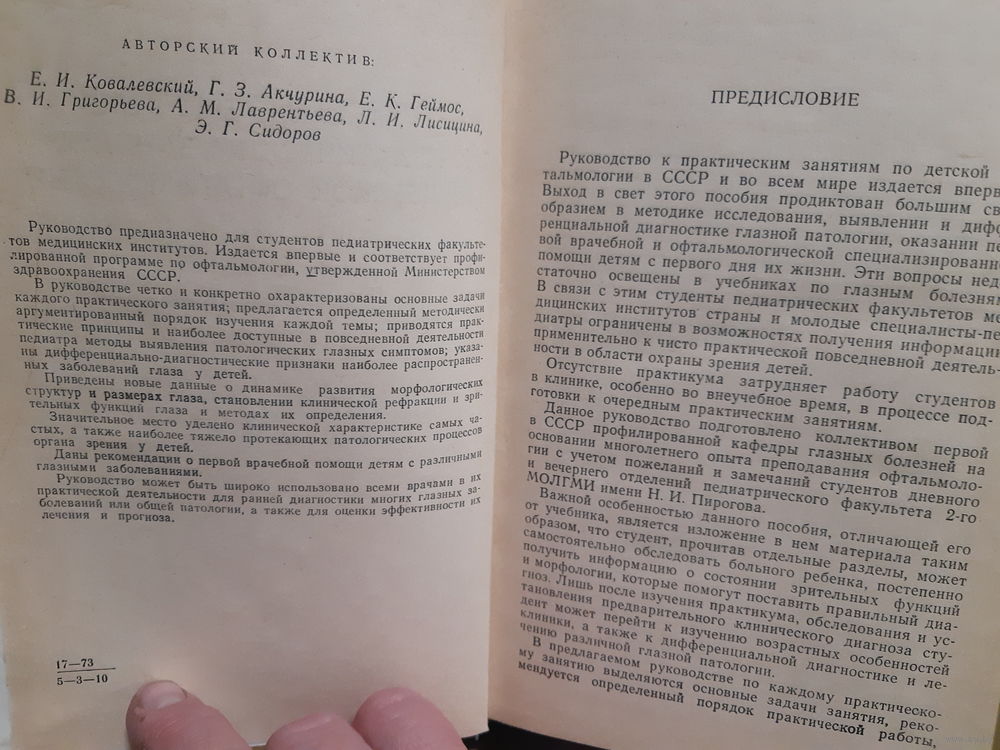 АВТОРСКИЙ КОЛЛЕКТИВ:
Е. И. Ковалевский, Г. З. Акчурина, Е. К. Геймос,
В. И. Григорьева, А. М. Лаврентьева, Л. И. Лисицина,
Э. Г. Сидоров
Руководство предназначено для студентов педиатрических факульте-
тов медицинских институтов. Издается впервые и соответствует профи-
лированной программе по офтальмологии, утвержденной Министерством
здравоохранения СССР.
В руководстве четко и конкретно охарактеризованы основные задачи
каждого практического занятия; предлагается определенный методически
аргументированный порядок изучения каждой темы; приводятся прак-
тические принципы и наиболее доступные в повседневной деятельности
педиатра методы выявления патологических глазных симптомов; указа-
ны дифференциально-диагностические признаки наиболее распространен-
ных заболеваний глаза у детей.
Приведены новые данные о динамике развития морфологических
структур и размерах глаза, становлении клинической рефракции и зри-
тельных функций глаза и методах их определения.
Значительное место уделено клинической характеристике самых ча-
стых, а также наиболее тяжело протекающих патологических процессов
органа зрения у детей.
Даны рекомендации о первой врачебной помощи детям с различными
глазными заболеваниями.
Руководство может быть широко использовано всеми врачами в их
практической деятельности для ранней диагностики многих глазных за-
болеваний или общей патологии, а также для оценки эффективности их
лечения и прогноза.
17—73
5—3—10
ПРЕДИСЛОВИЕ
Руководство к практическим занятиям по детской
тальмологии в СССР и во всем мире издается впер
Выход в свет этого пособия продиктован большим св
образием в методике исследования, выявлении и диф
ренциальной диагностике глазной патологии, оказании пе
вой врачебной и офтальмологической специализированн
помощи детям с первого дня их жизни. Эти вопросы нед
статочно освещены в учебниках по глазным болезням
В связи с этим студенты педиатрических факультетов ме
дицинских институтов страны и молодые специалисты-пе
диатры ограничены в возможностях получения информации
применительно к чисто практической повседневной деятель-
ности в области охраны зрения детей.
Отсутствие практикума затрудняет работу студентов
в клинике, особенно во внеучебное время, в процессе под-
готовки к очередным практическим занятиям.
Данное руководство подготовлено коллективом первой
в СССР профилированной кафедры глазных болезней на
основании многолетнего опыта преподавания офтальмоло-
гии с учетом пожеланий и замечаний студентов дневного
и вечернего отделений педиатрического факультета 2-го
МОЛГМИ имени Н. И. Пирогова.
Важной особенностью данного пособия, отличающей его
от учебника, является изложение в нем материала таким
образом, что студент, прочитав отдельные разделы, может
самостоятельно обследовать больного ребенка, постепенно
получить информацию о состоянии зрительных функций
и морфологии, которые помогут поставить правильный диа-
гноз. Лишь после изучения практикума, обследования и ус-
тановления предварительного клинического диагноза сту-
дент может перейти к изучению возрастных особенностей
клиники, а также к дифференциальной диагностике и ле-
чению различной глазной патологии.
В предлагаемом руководстве по каждому практическо-
му занятию выделяются основные задачи занятия, реко-
мендуется определенный порядок практической работы,